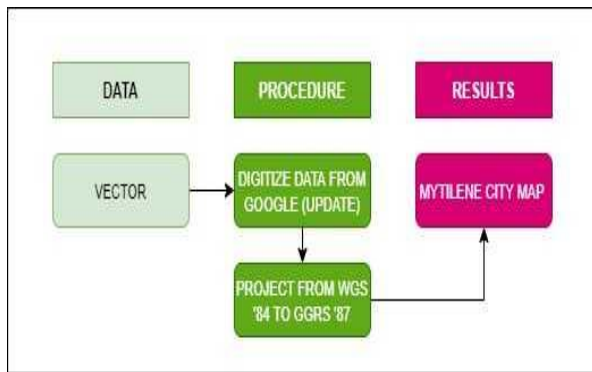 DATA
PROCEDURE
RESULTS
VECTOR
DIGITIZE DATA FROM
GOOGLE (UPDATE)
MYTILENE CITY MAP
PROJECT FROM WGS
'84 TO GGRS '87